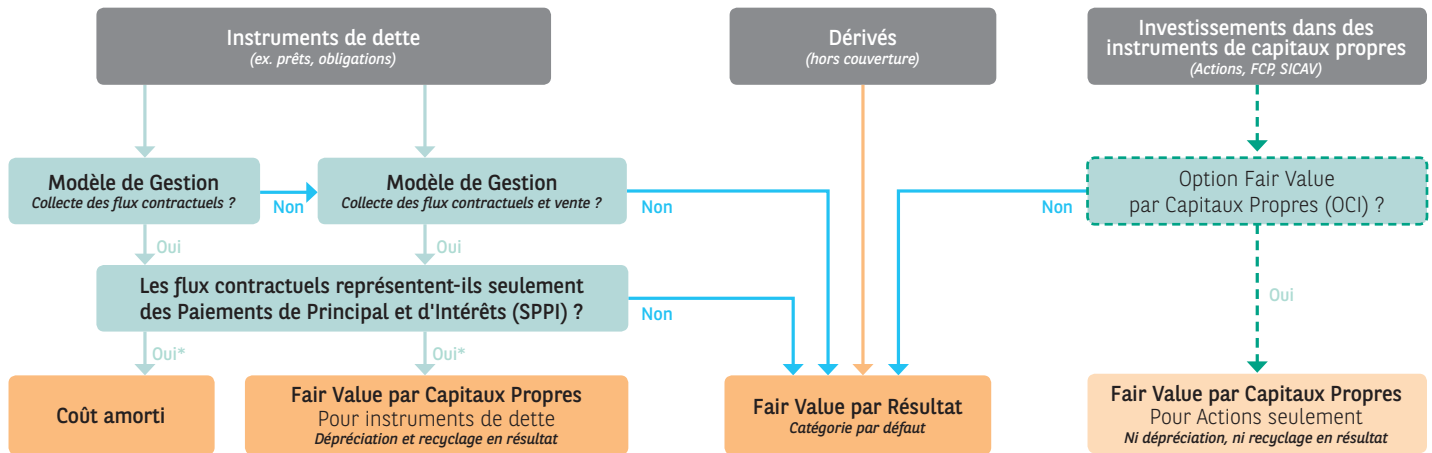 Instruments de dette
(ex. prêts, obligations)
Dérivés
(hors couverture)
Investissements dans des
instruments de capitaux propres
(Actions, FCP, SICAV)
Modèle de Gestion
Collecte des flux contractuels ?
Non
Modèle de Gestion
Collecte des flux contractuels et vente ?
Non
Non
Option Fair Value
par Capitaux Propres (OCI) ?
Oui
Oui
Les flux contractuels représentent-ils seulement
des Paiements de Principal et d'Intérêts (SPPI) ?
Non
Oui
Oui*
Oui*
Coût amorti
Fair Value par Capitaux Propres
Pour instruments de dette
Dépréciation et recyclage en résultat
Fair Value par Résultat
Catégorie par défaut
Fair Value par Capitaux Propres
Pour Actions seulement
Ni dépréciation, ni recyclage en résultat